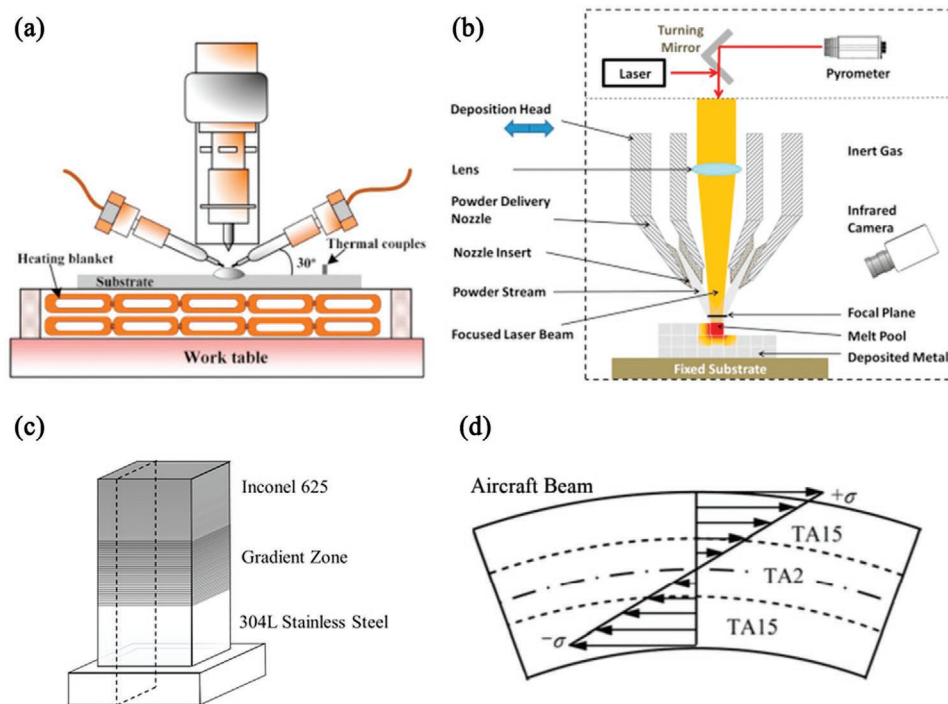 (a)
Heating blanket
30°
Thermal couples
Substrate
Work table
(b)
Turning
Mirror
Laser
Pyrometer
Deposition Head
Inert Gas
Lens
Powder Delivery
Nozzle
Infrared
Camera
Nozzle Insert
Powder Stream
Focal Plane
Focused Laser Beam
Melt Pool
Deposited Metal
Fixed Substrate
(c)
Inconel 625
Gradient Zone
304L Stainless Steel
(d)
Aircraft Beam
+σ
TA15
TA2
TA15
−σ